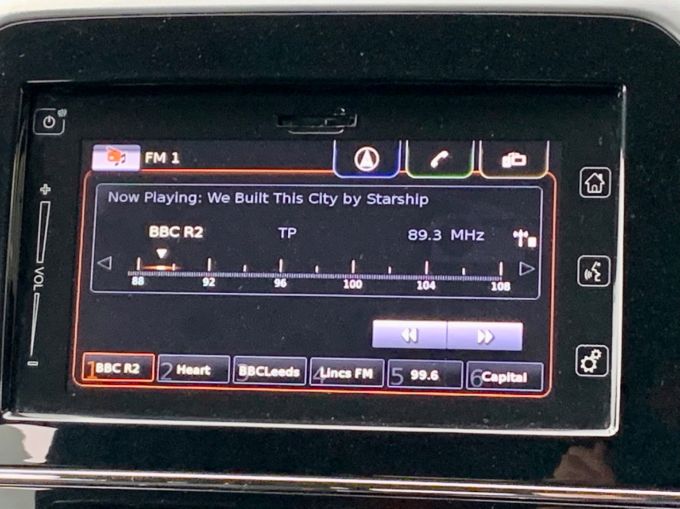 FM 1
Now Playing: We Built This City by Starship
BBC R2 TP 89.3 MHz
88 92 96 100 104 108
1 BBC R2 2 Heart 3 BBCLeeds 4 Lincs FM 5 99.6 6 Capital
+
VOL
-